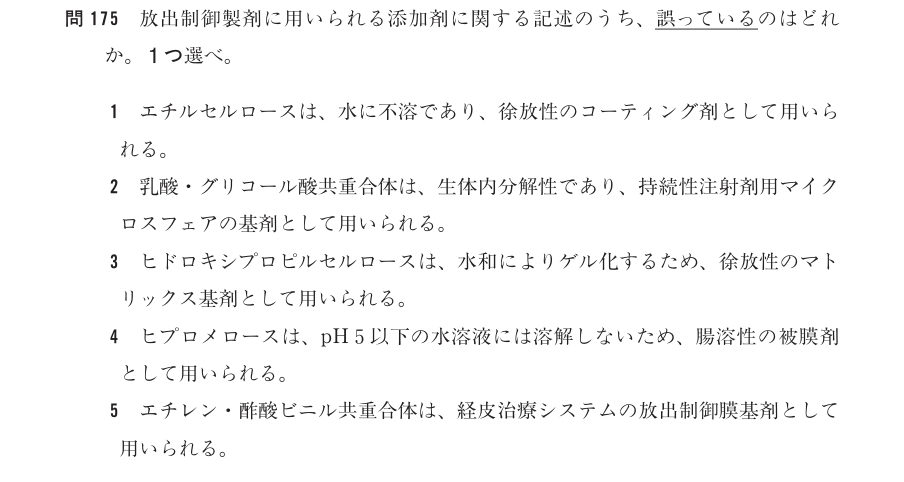 問175 放出制御製剤に用いられる添加剤に関する記述のうち、誤っているのはどれ
か。1つ選べ。
1 エチルセルロースは、水に不溶であり、徐放性のコーティング剤として用いら
れる。
2 乳酸・グリコール酸共重合体は、生体内分解性であり、持続性注射剤用マイク
ロスフェアの基剤として用いられる。
3 ヒドロキシプロピルセルロースは、水和によりゲル化するため、徐放性のマト
リックス基剤として用いられる。
4 ヒプロメロースは、pH5以下の水溶液には溶解しないため、腸溶性の被膜剤
として用いられる。
5 エチレン・酢酸ビニル共重合体は、経皮治療システムの放出制御膜基剤として
用いられる。